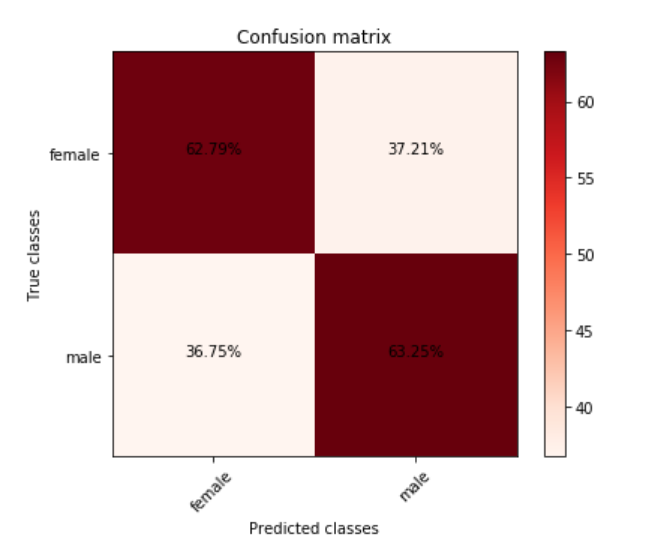 Confusion matrix
True classes
female
62.79%
37.21%
male
36.75%
63.25%
female
male
Predicted classes
60
55
50
45
40